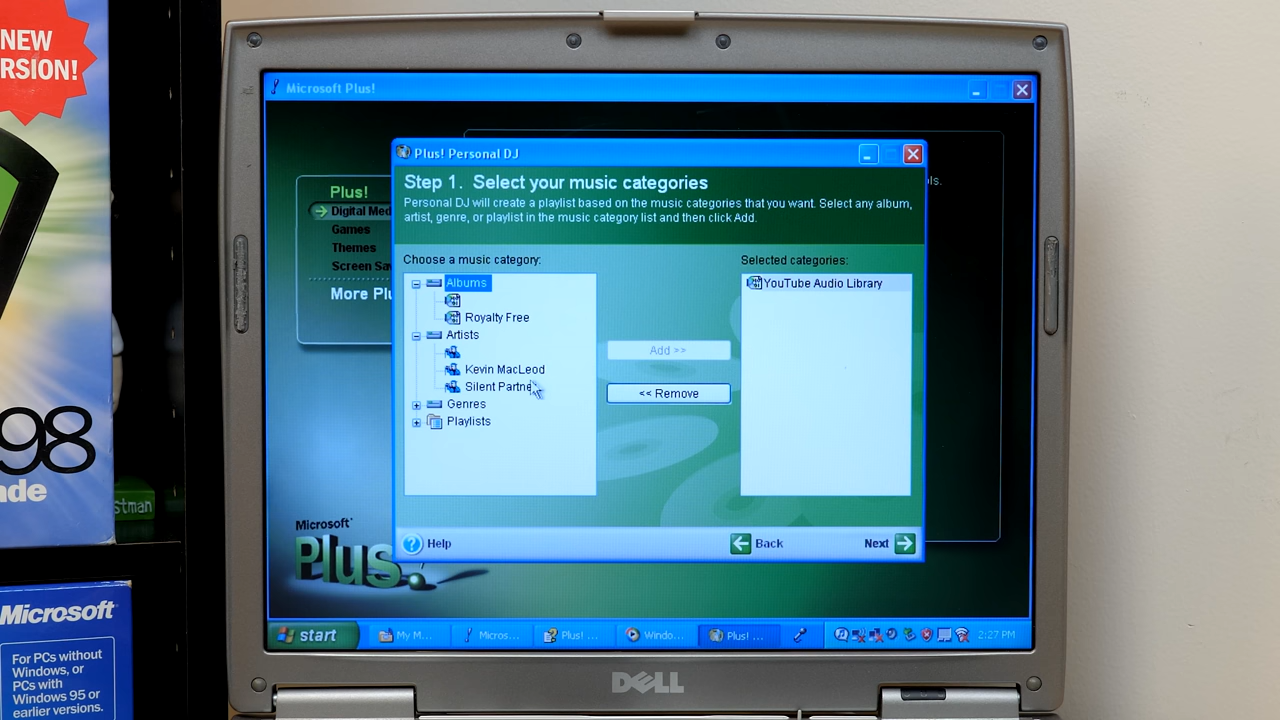 NEW
RSION!
98
de
stman
Microsoft
For PCs without
Windows, or
PCs with
Windows 95 or
earlier versions.
Microsoft Plus!
Plus!
Digital Med
Games
Themes
Screen Sa
More Pl
ls.
Plus! Personal DJ
Step 1. Select your music categories
Personal DJ will create a playlist based on the music categories that you want. Select any album,
artist, genre, or playlist in the music category list and then click Add.
Choose a music category:
Albums
Royalty Free
Artists
Kevin MacLeod
Silent Partne
Genres
Playlists
Add >>
<< Remove
Selected categories:
YouTube Audio Library
Help
Back
Next
Microsoft
Plus!
start
My M...
Micros...
Plus! ...
Windo...
Plus! ...
2:27 PM
DELL